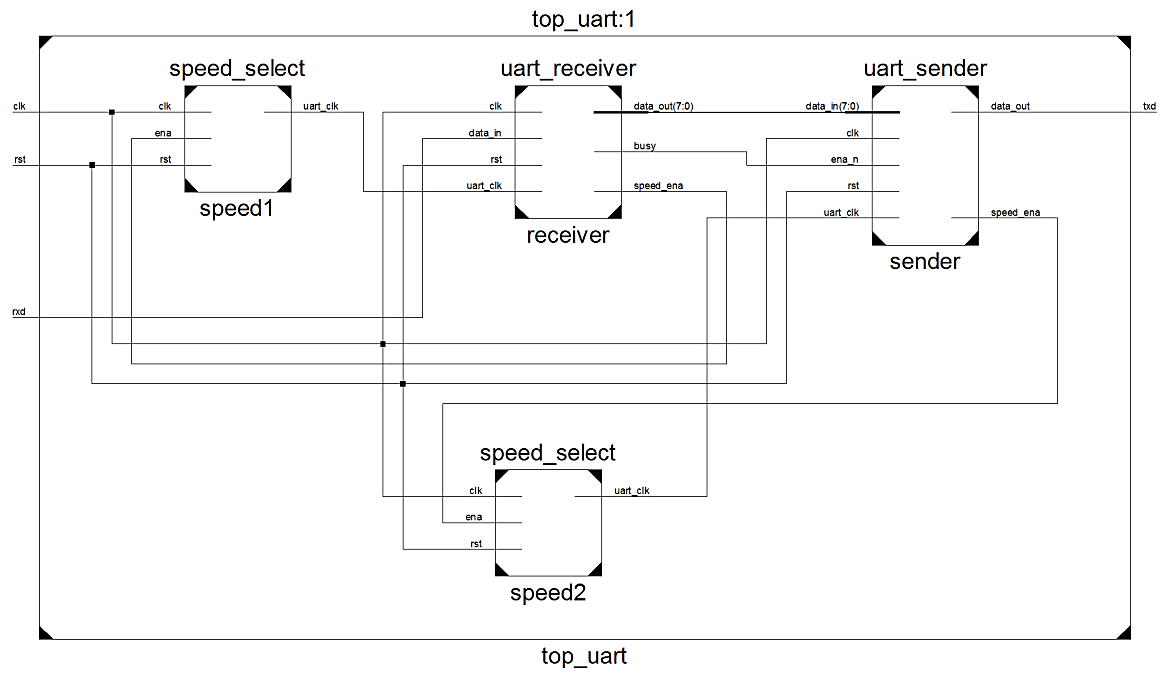 top_uart:1
speed_select
uart_receiver
uart_sender
clk
clk
uart_clk
clk
data_out(7:0)
data_in(7:0)
data_out
txd
ena
data_in
busy
clk
rst
rst
rst
ena_n
uart_clk
speed_ena
rst
speed1
receiver
uart_clk
speed_ena
sender
rxd
speed_select
clk
uart_clk
ena
rst
speed2
top_uart